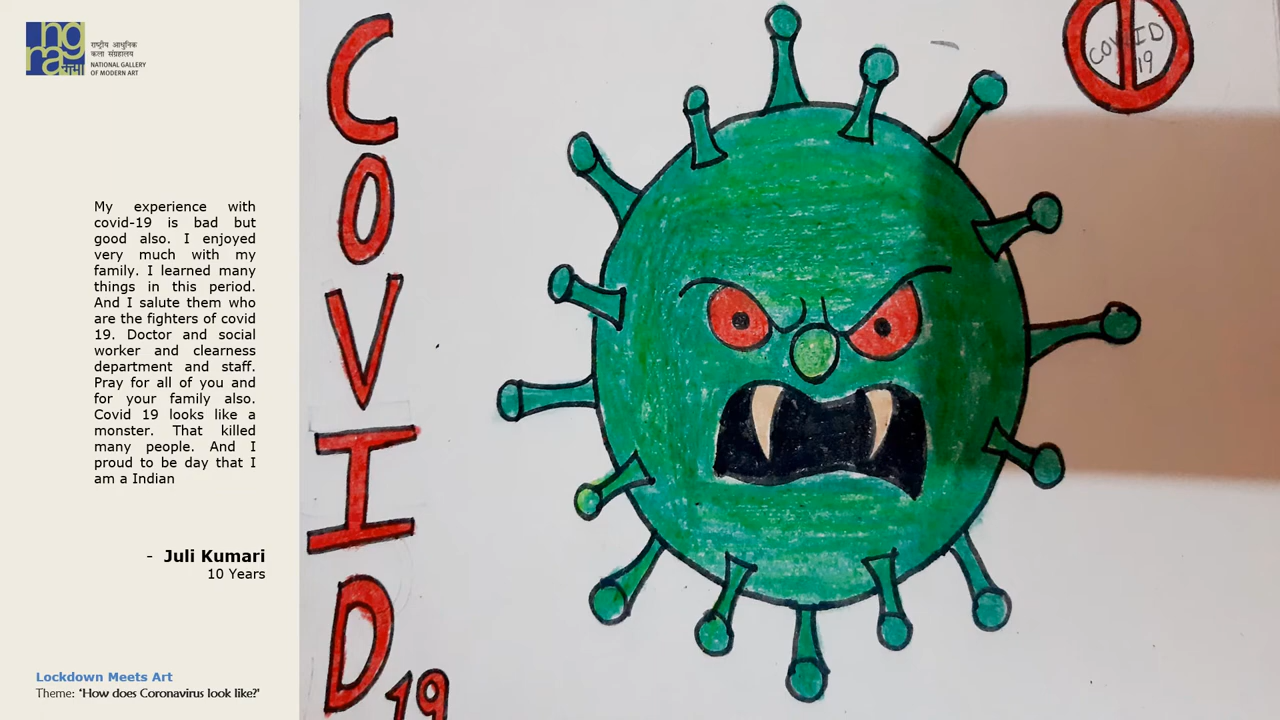 राष्ट्रीय आधुनिक
कला संग्रहालय
NATIONAL GALLERY
OF MODERN ART
My experience with
covid-19 is bad but
good also. I enjoyed
very much with my
family. I learned many
things in this period.
And I salute them who
are the fighters of covid
19. Doctor and social
worker and clearness
department and staff.
Pray for all of you and
for your family also.
Covid 19 looks like a
monster. That killed
many people. And I
proud to be day that I
am a Indian
- Juli Kumari
10 Years
Lockdown Meets Art
Theme: 'How does Coronavirus look like?'
COVID
19
COVID
19